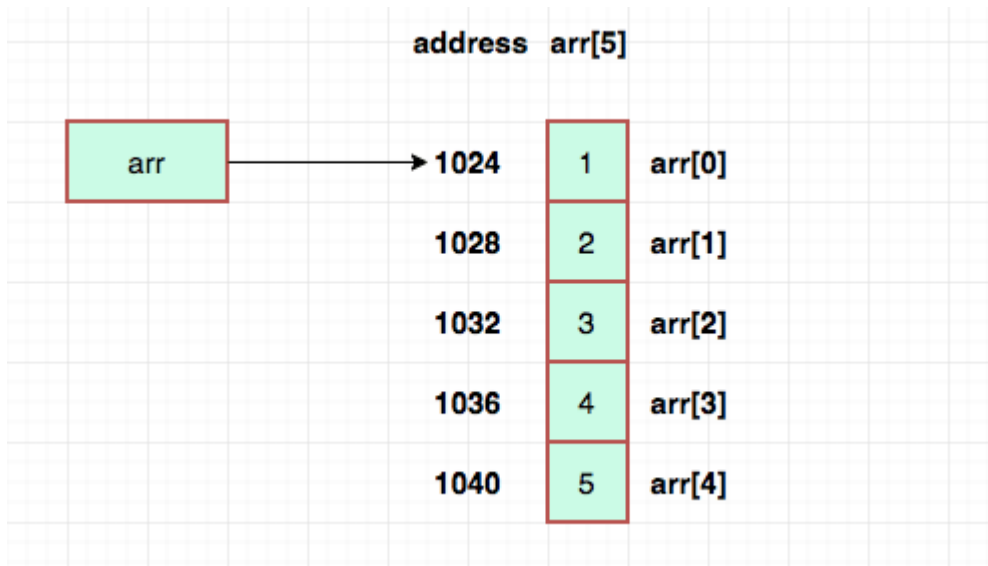 address arr[5]
arr 1024 1 arr[0]
1028 2 arr[1]
1032 3 arr[2]
1036 4 arr[3]
1040 5 arr[4]